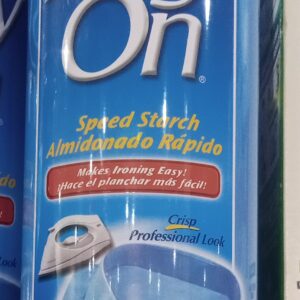 On®
Speed Starch
Almidonado Rápido
Makes Ironing Easy!
¡Hace el planchar más fácil!
Crisp
Professional Look